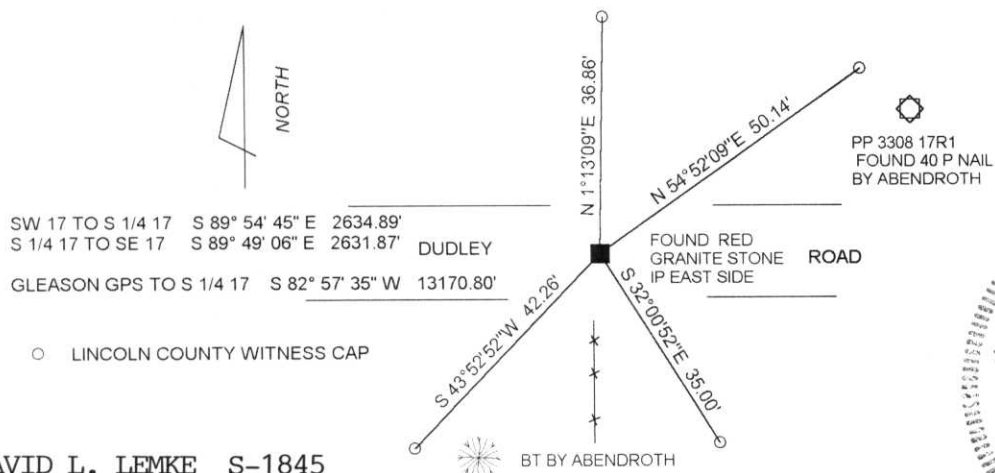 NORTH
N 1°13'09"E 36.86'
N 54°52'09"E 50.14'
PP 3308 17R1
FOUND 40 P NAIL
BY ABENDROTH
SW 17 TO S 1/4 17 S 89° 54' 45" E 2634.89'
S 1/4 17 TO SE 17 S 89° 49' 06" E 2631.87'
DUDLEY
FOUND RED
GRANITE STONE
IP EAST SIDE
ROAD
GLEASON GPS TO S 1/4 17 S 82° 57' 35" W 13170.80'
S 43°52'52"W 42.26'
S 32°00'52"E 35.00'
LINCOLN COUNTY WITNESS CAP
BT BY ABENDROTH
AVID L. LEMKE S-1845